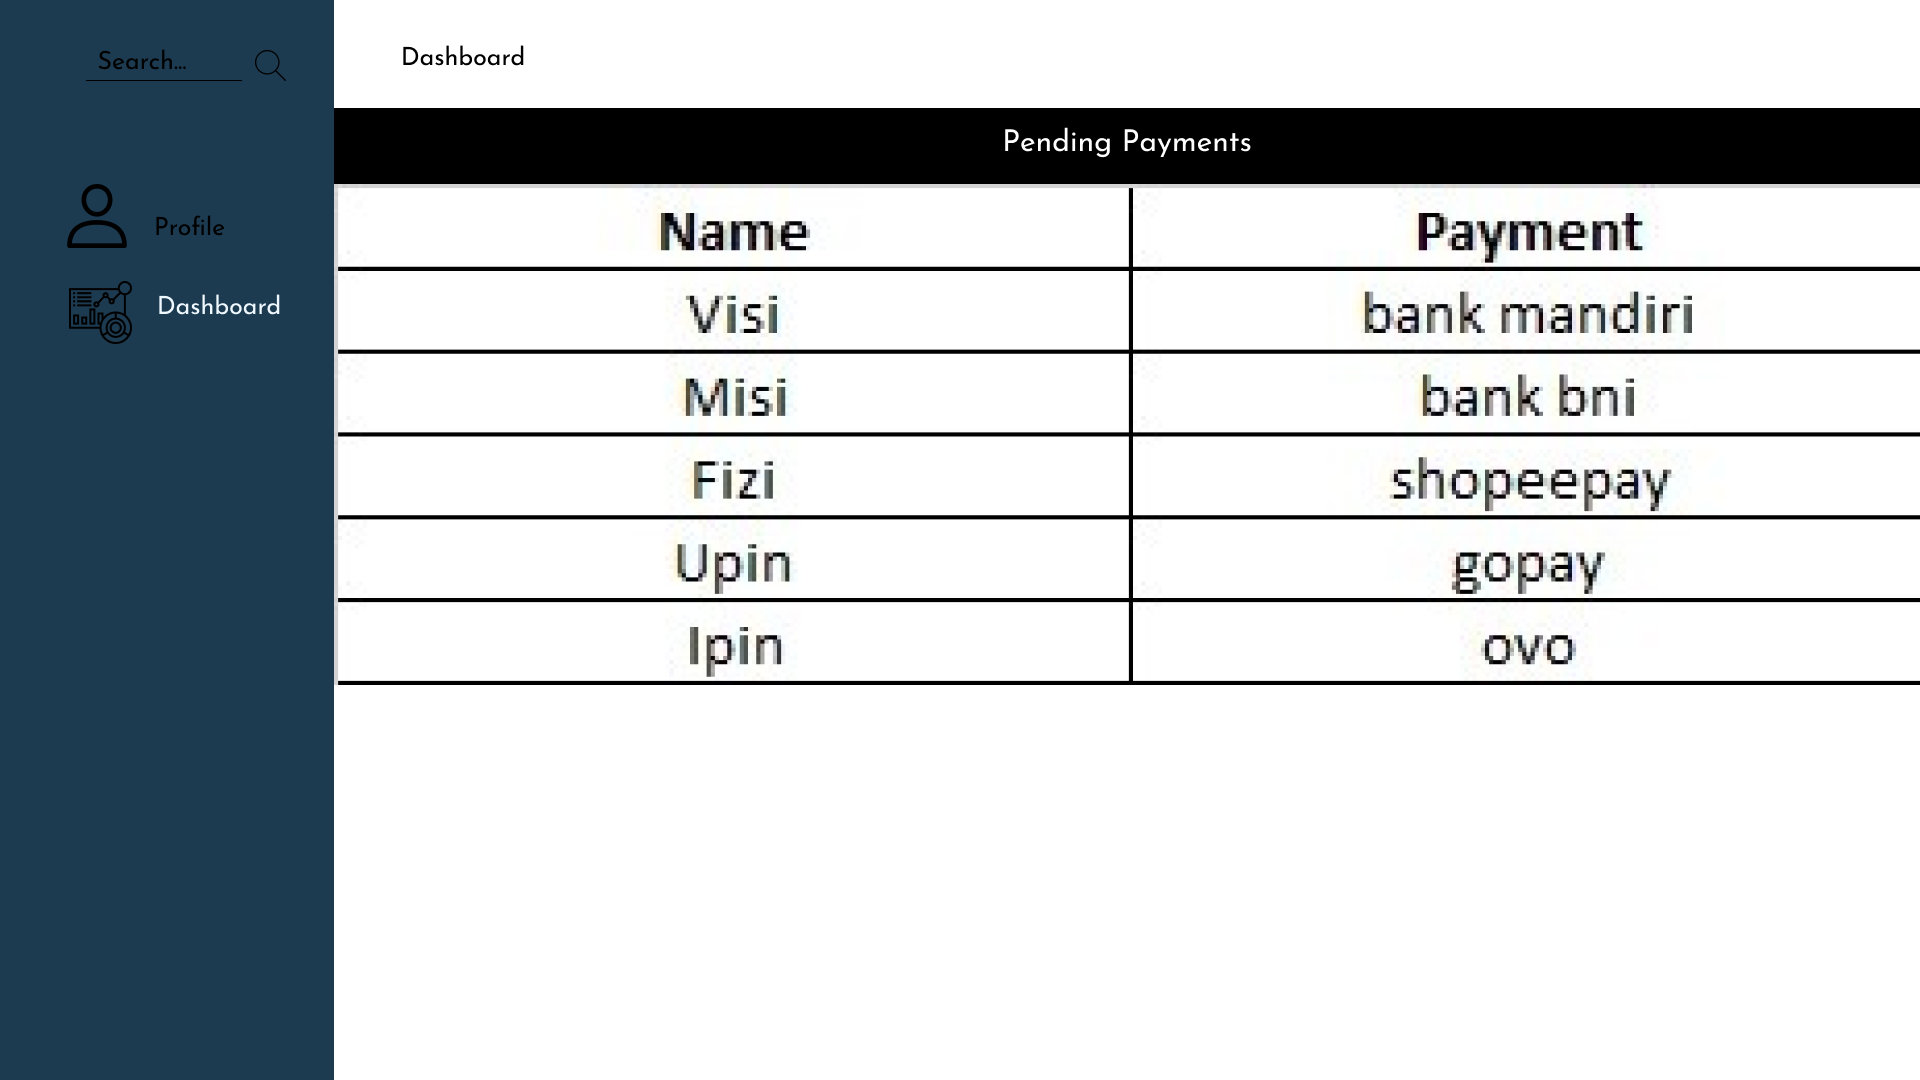 Search...
Profile
Dashboard
Dashboard
Pending Payments
Name Payment
Visi bank mandiri
Misi bank bni
Fizi shopeepay
Upin gopay
Ipin ovo